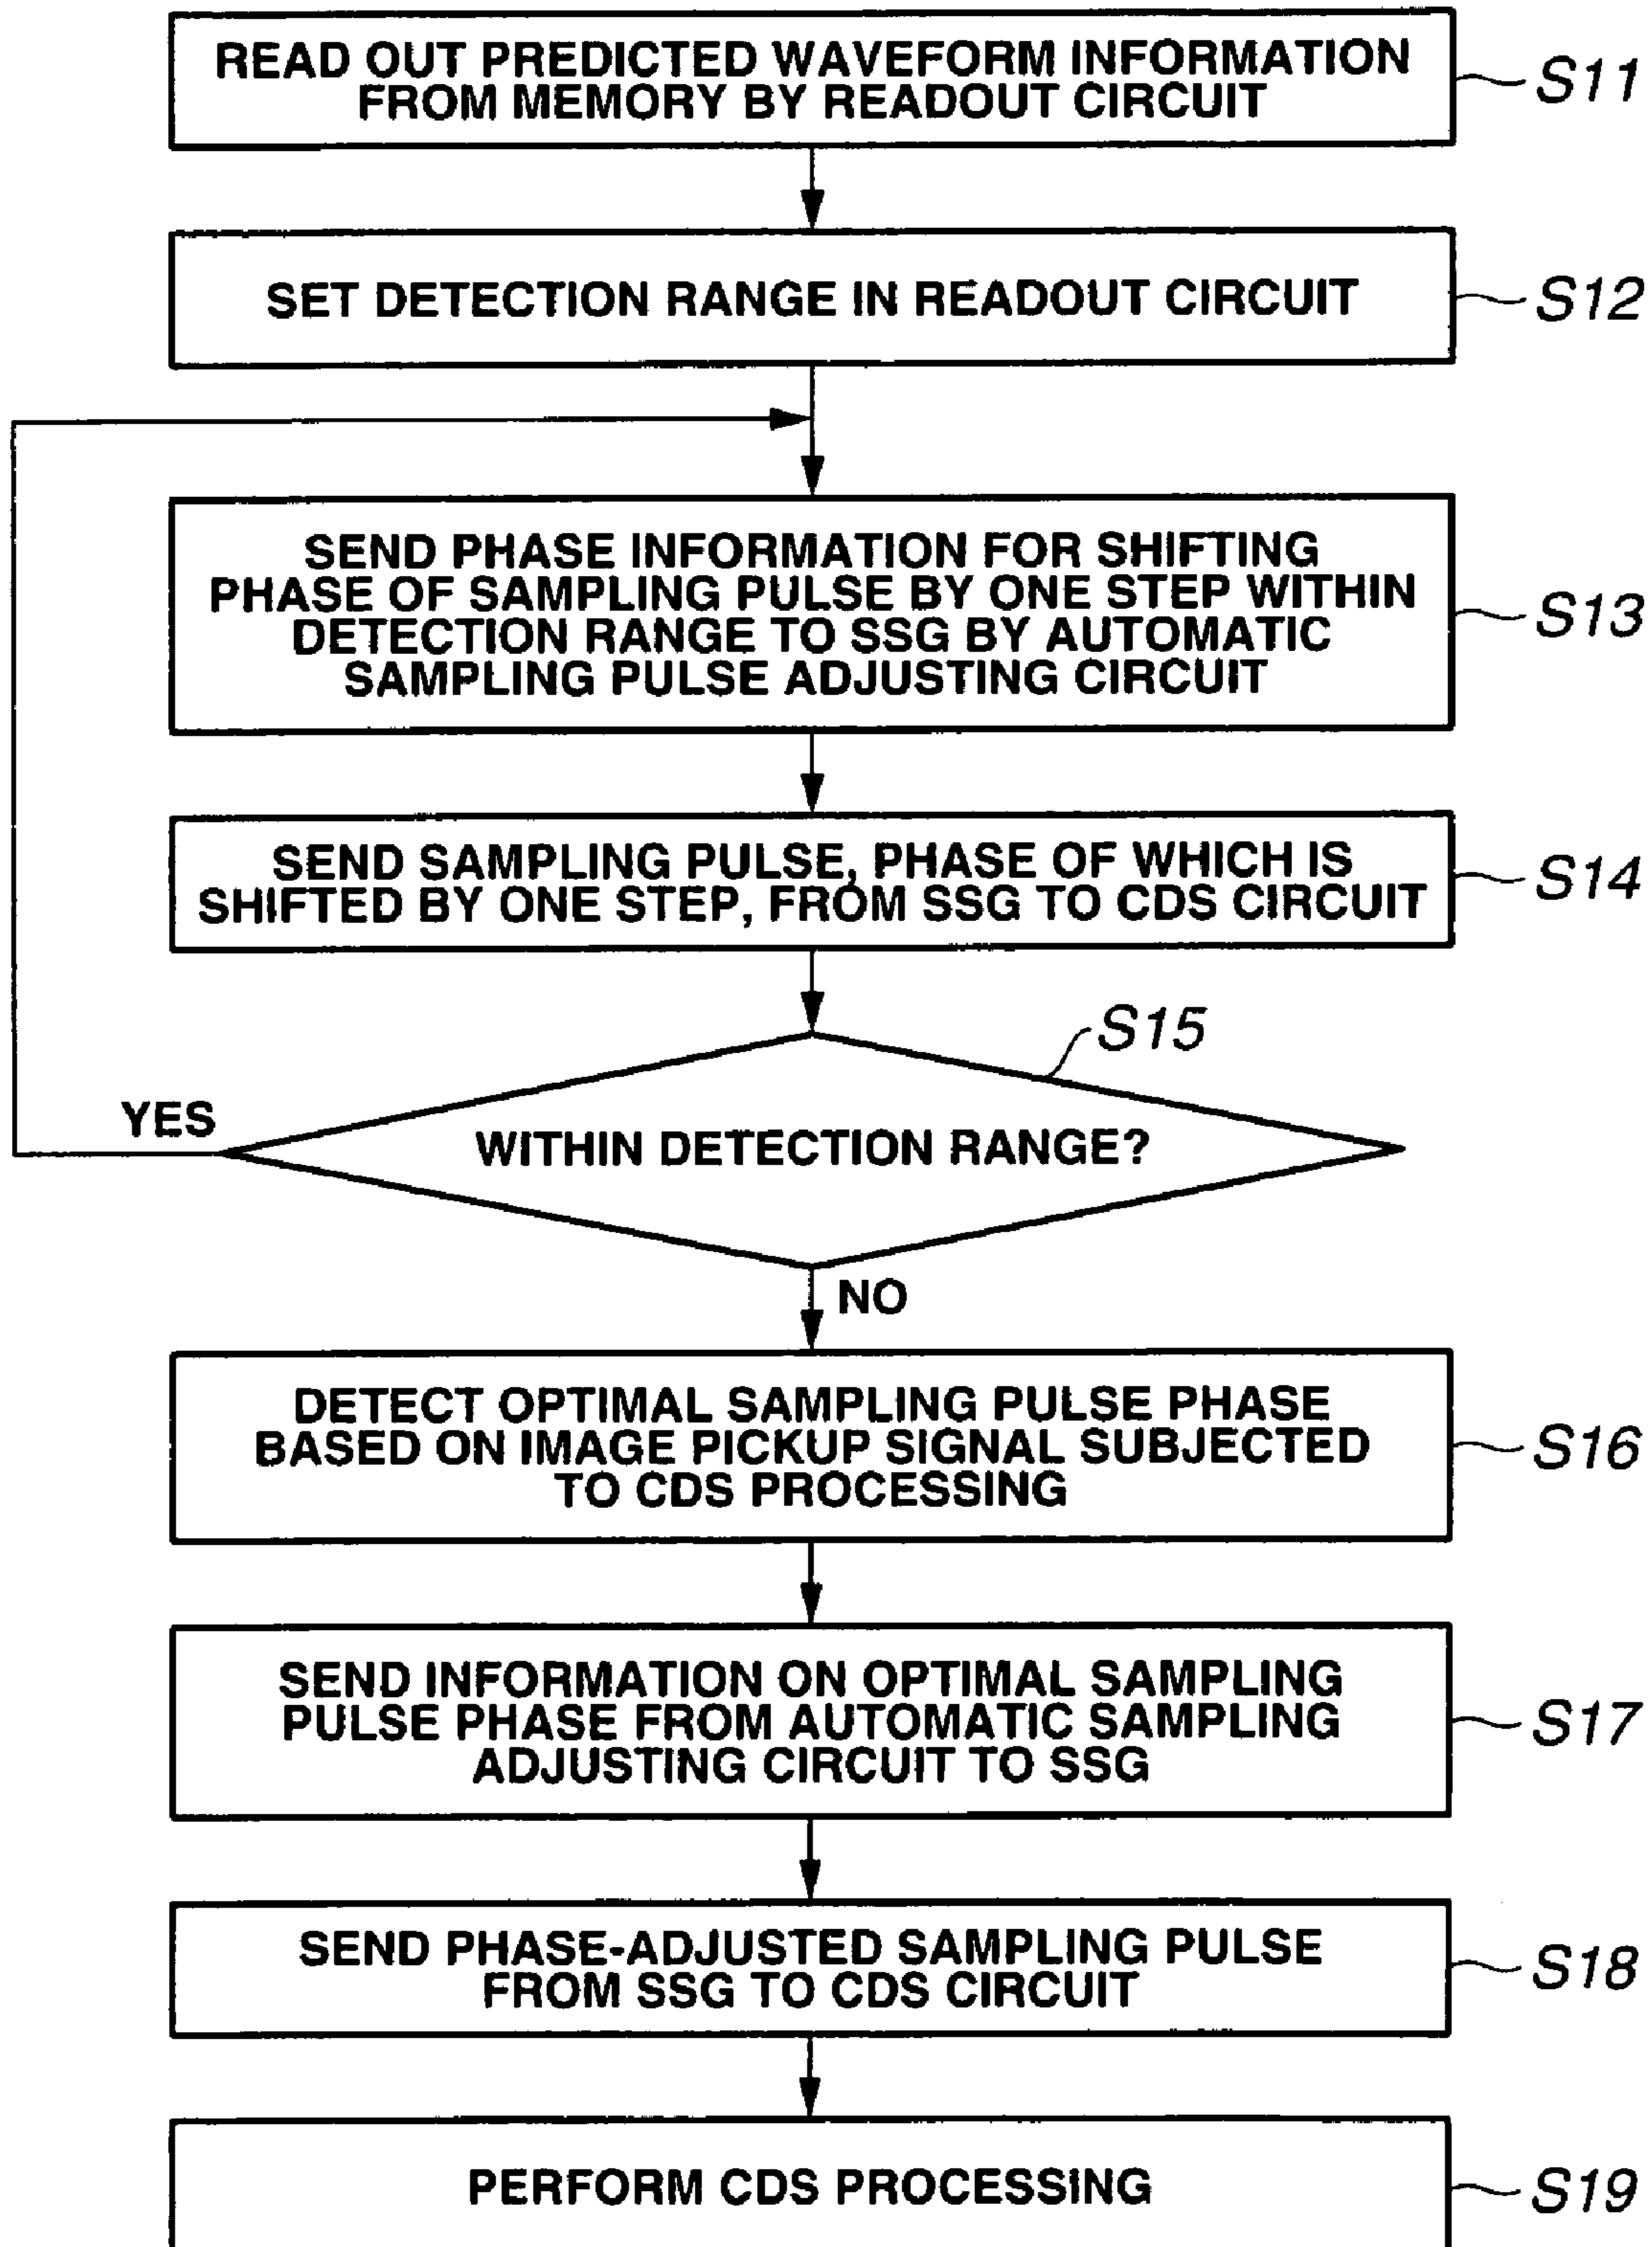 READ OUT PREDICTED WAVEFORM INFORMATION
FROM MEMORY BY READOUT CIRCUIT
S11
SET DETECTION RANGE IN READOUT CIRCUIT
S12
SEND PHASE INFORMATION FOR SHIFTING
PHASE OF SAMPLING PULSE BY ONE STEP WITHIN
DETECTION RANGE TO SSG BY AUTOMATIC
SAMPLING PULSE ADJUSTING CIRCUIT
S13
SEND SAMPLING PULSE, PHASE OF WHICH IS
SHIFTED BY ONE STEP, FROM SSG TO CDS CIRCUIT
S14
S15
YES
WITHIN DETECTION RANGE?
NO
DETECT OPTIMAL SAMPLING PULSE PHASE
BASED ON IMAGE PICKUP SIGNAL SUBJECTED
TO CDS PROCESSING
S16
SEND INFORMATION ON OPTIMAL SAMPLING
PULSE PHASE FROM AUTOMATIC SAMPLING
ADJUSTING CIRCUIT TO SSG
S17
SEND PHASE-ADJUSTED SAMPLING PULSE
FROM SSG TO CDS CIRCUIT
S18
PERFORM CDS PROCESSING
S19